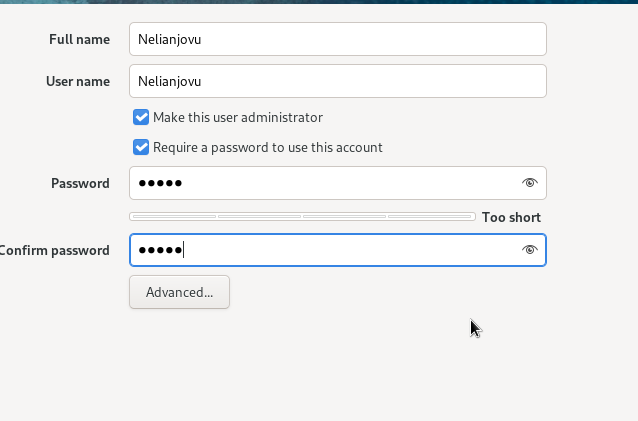 Full name Nelianjovu
User name Nelianjovu
Make this user administrator
Require a password to use this account
Password ●●●●●
Too short
Confirm password ●●●●●
Advanced...